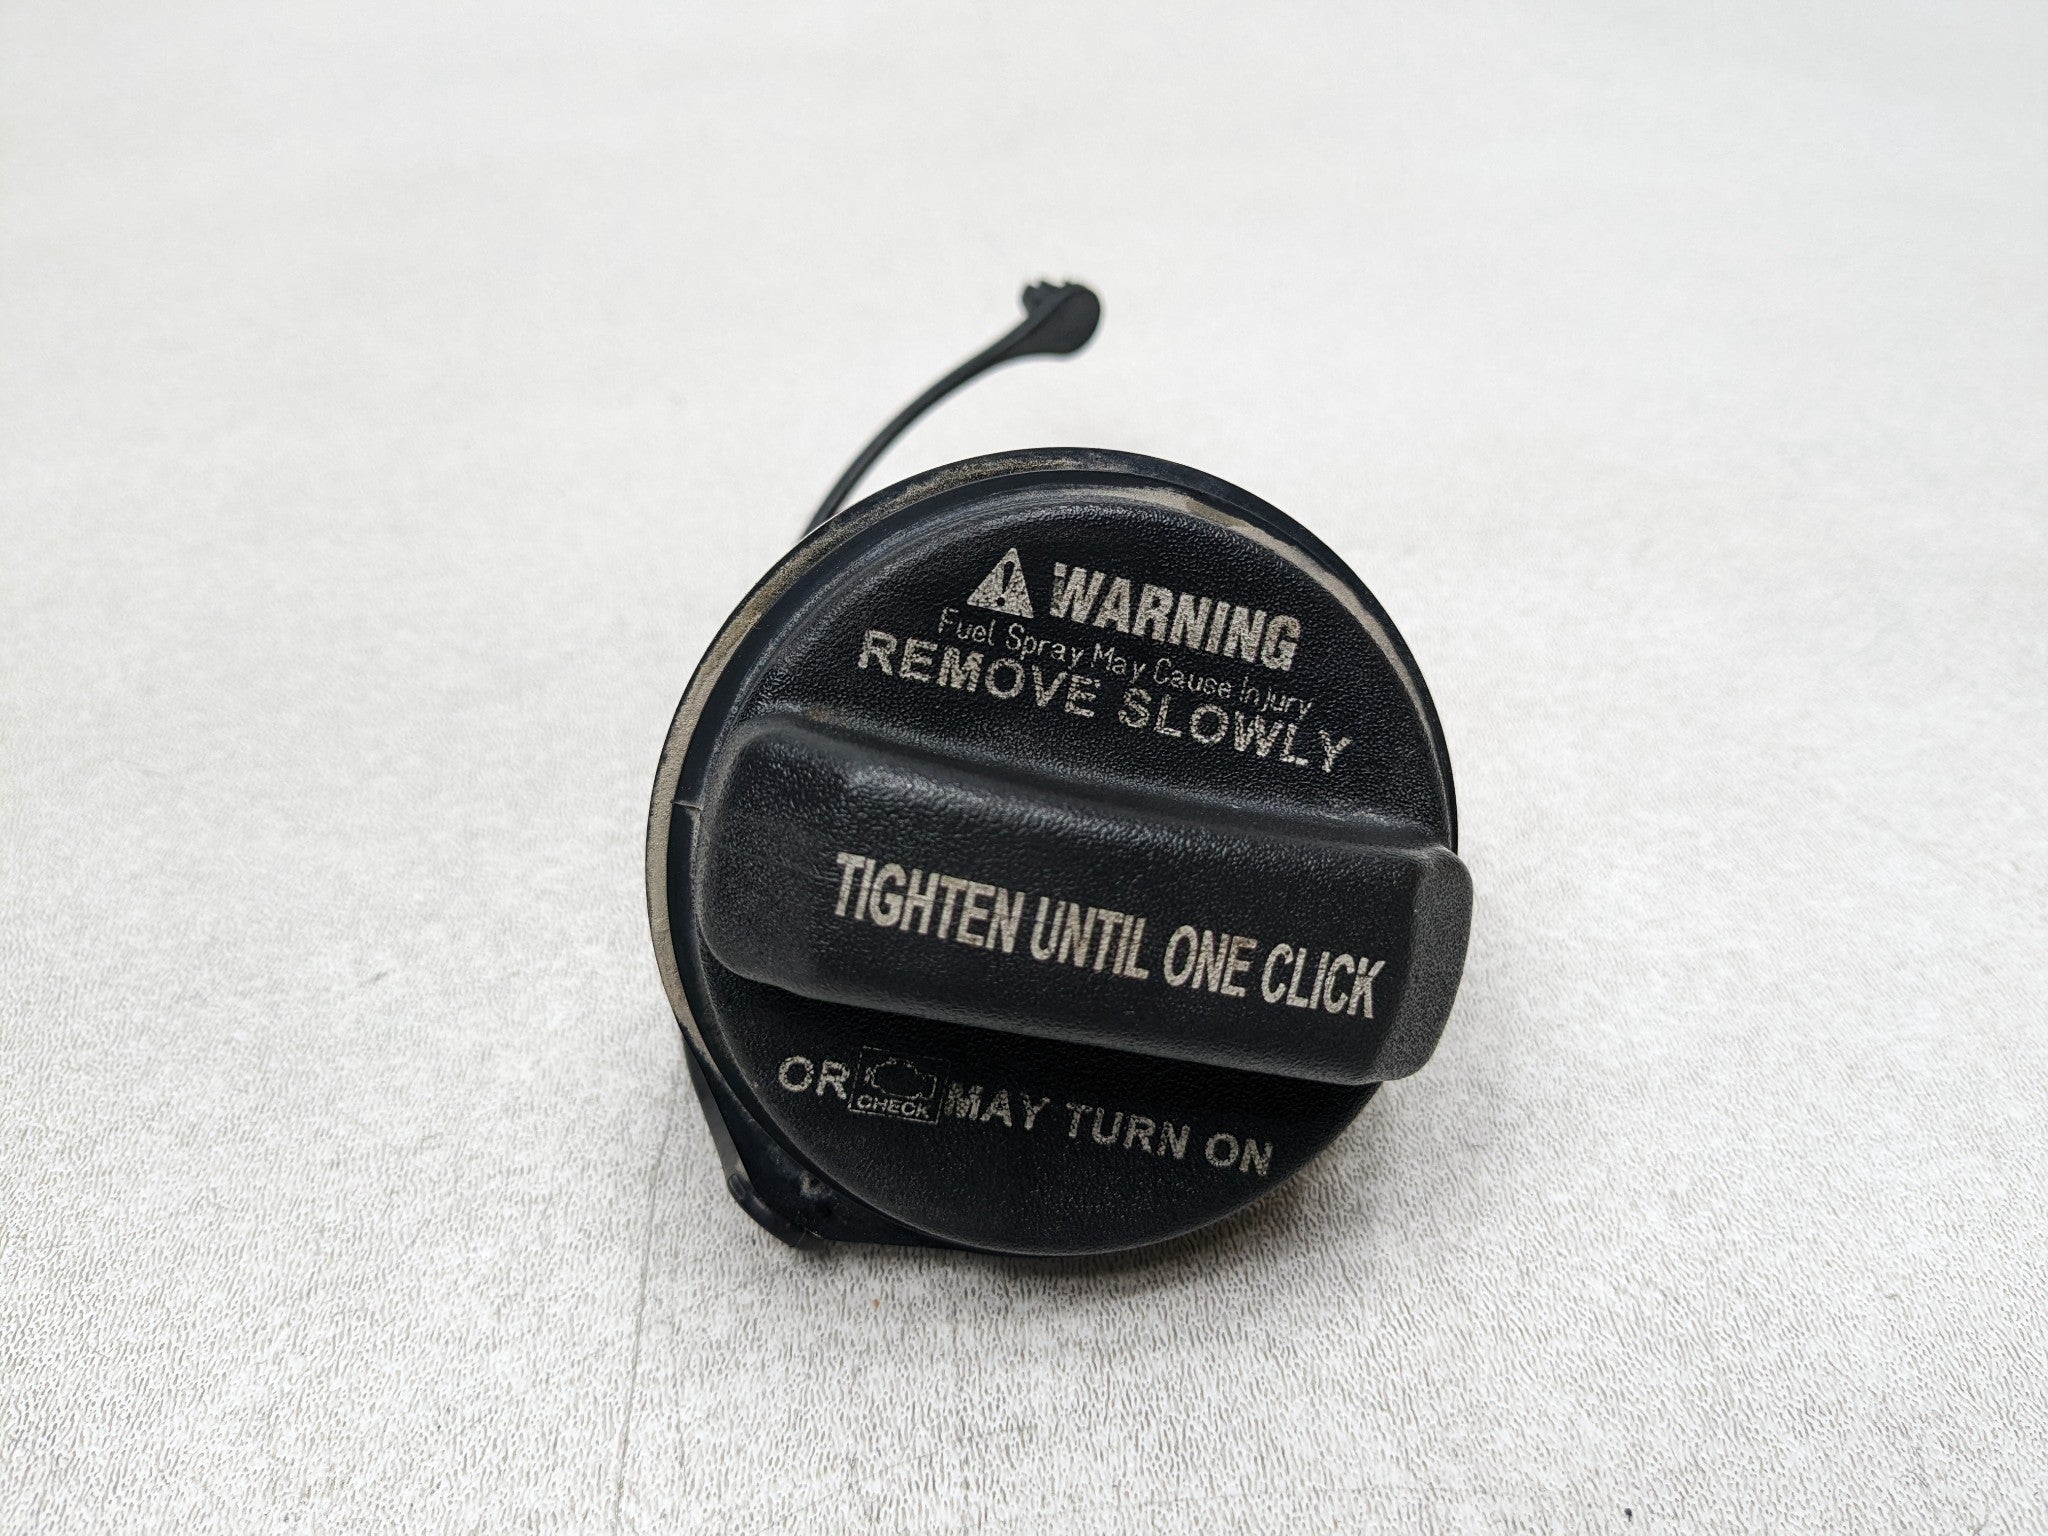 WARNING
Fuel Spray May Cause Injury
REMOVE SLOWLY
TIGHTEN UNTIL ONE CLICK
OR CHECK MAY TURN ON